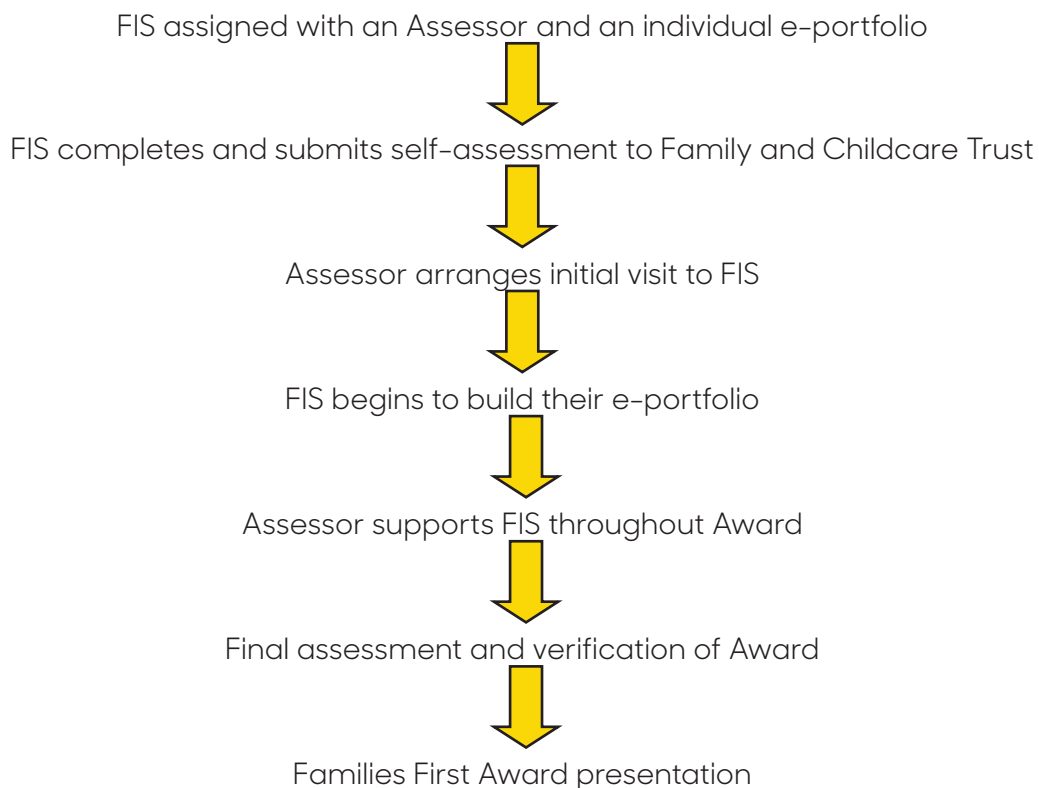 FIS assigned with an Assessor and an individual e-portfolio
FIS completes and submits self-assessment to Family and Childcare Trust
Assessor arranges initial visit to FIS
FIS begins to build their e-portfolio
Assessor supports FIS throughout Award
Final assessment and verification of Award
Families First Award presentation